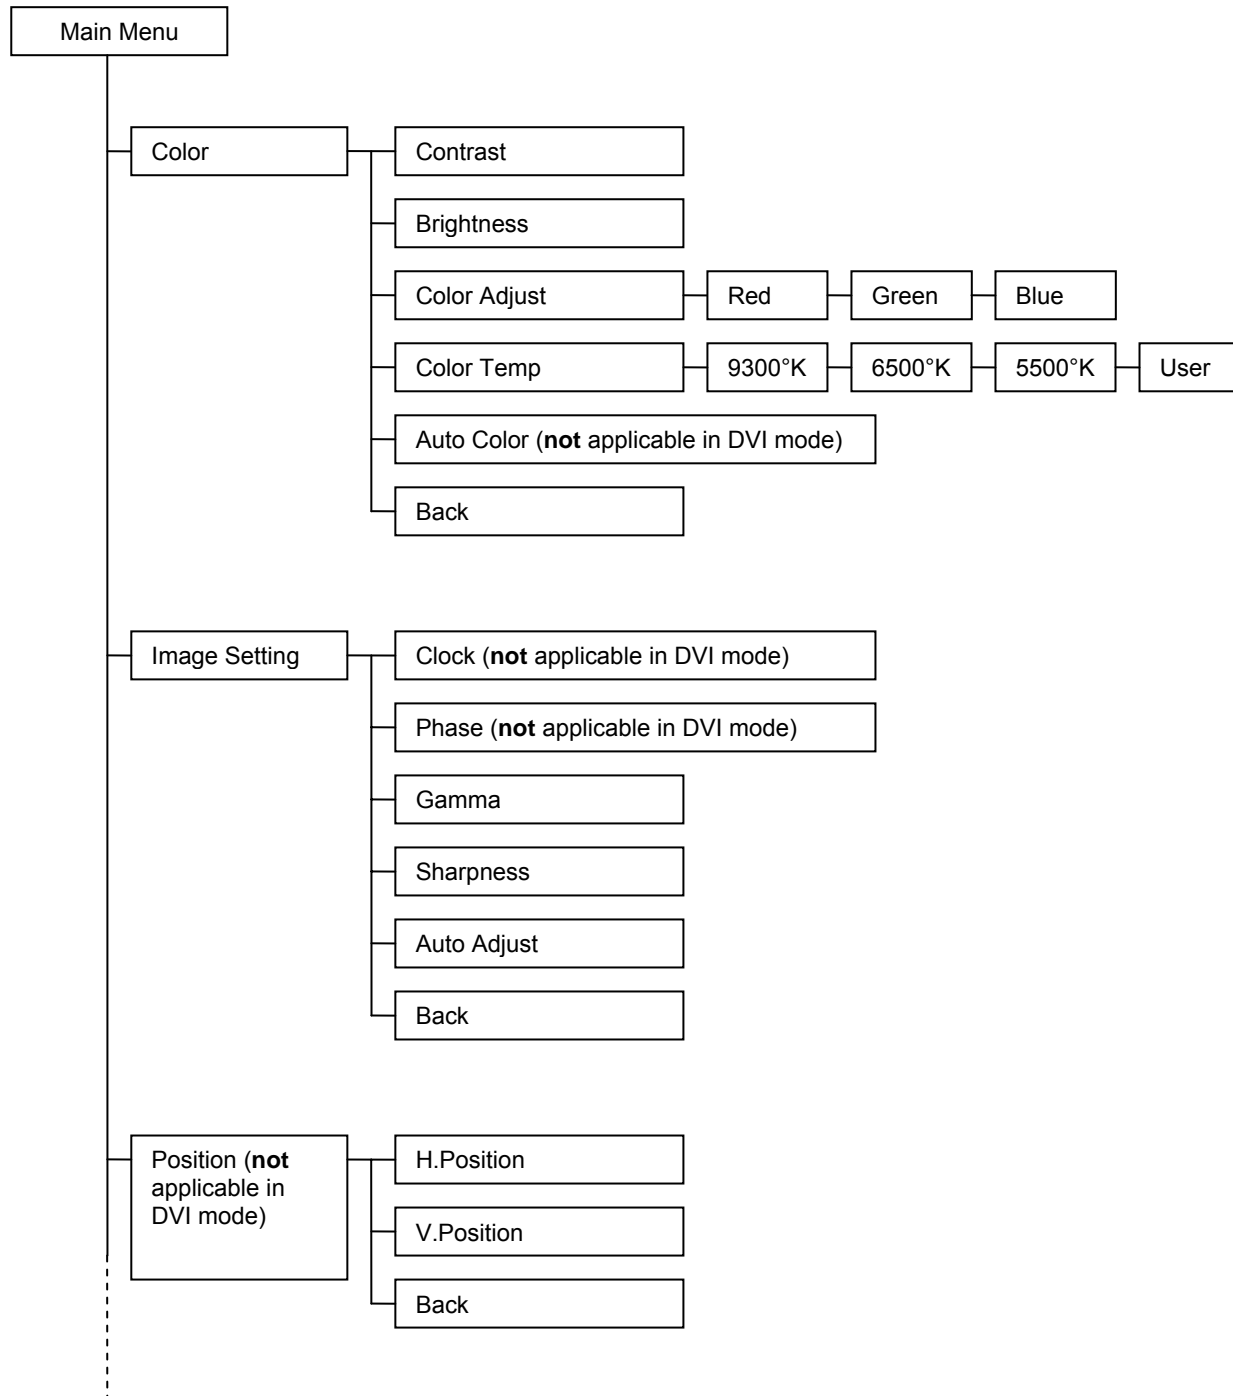 Main Menu
Color
Contrast
Brightness
Color Adjust
Red
Green
Blue
Color Temp
9300°K
6500°K
5500°K
User
Auto Color (not applicable in DVI mode)
Back
Image Setting
Clock (not applicable in DVI mode)
Phase (not applicable in DVI mode)
Gamma
Sharpness
Auto Adjust
Back
Position (not
applicable in
DVI mode)
H.Position
V.Position
Back